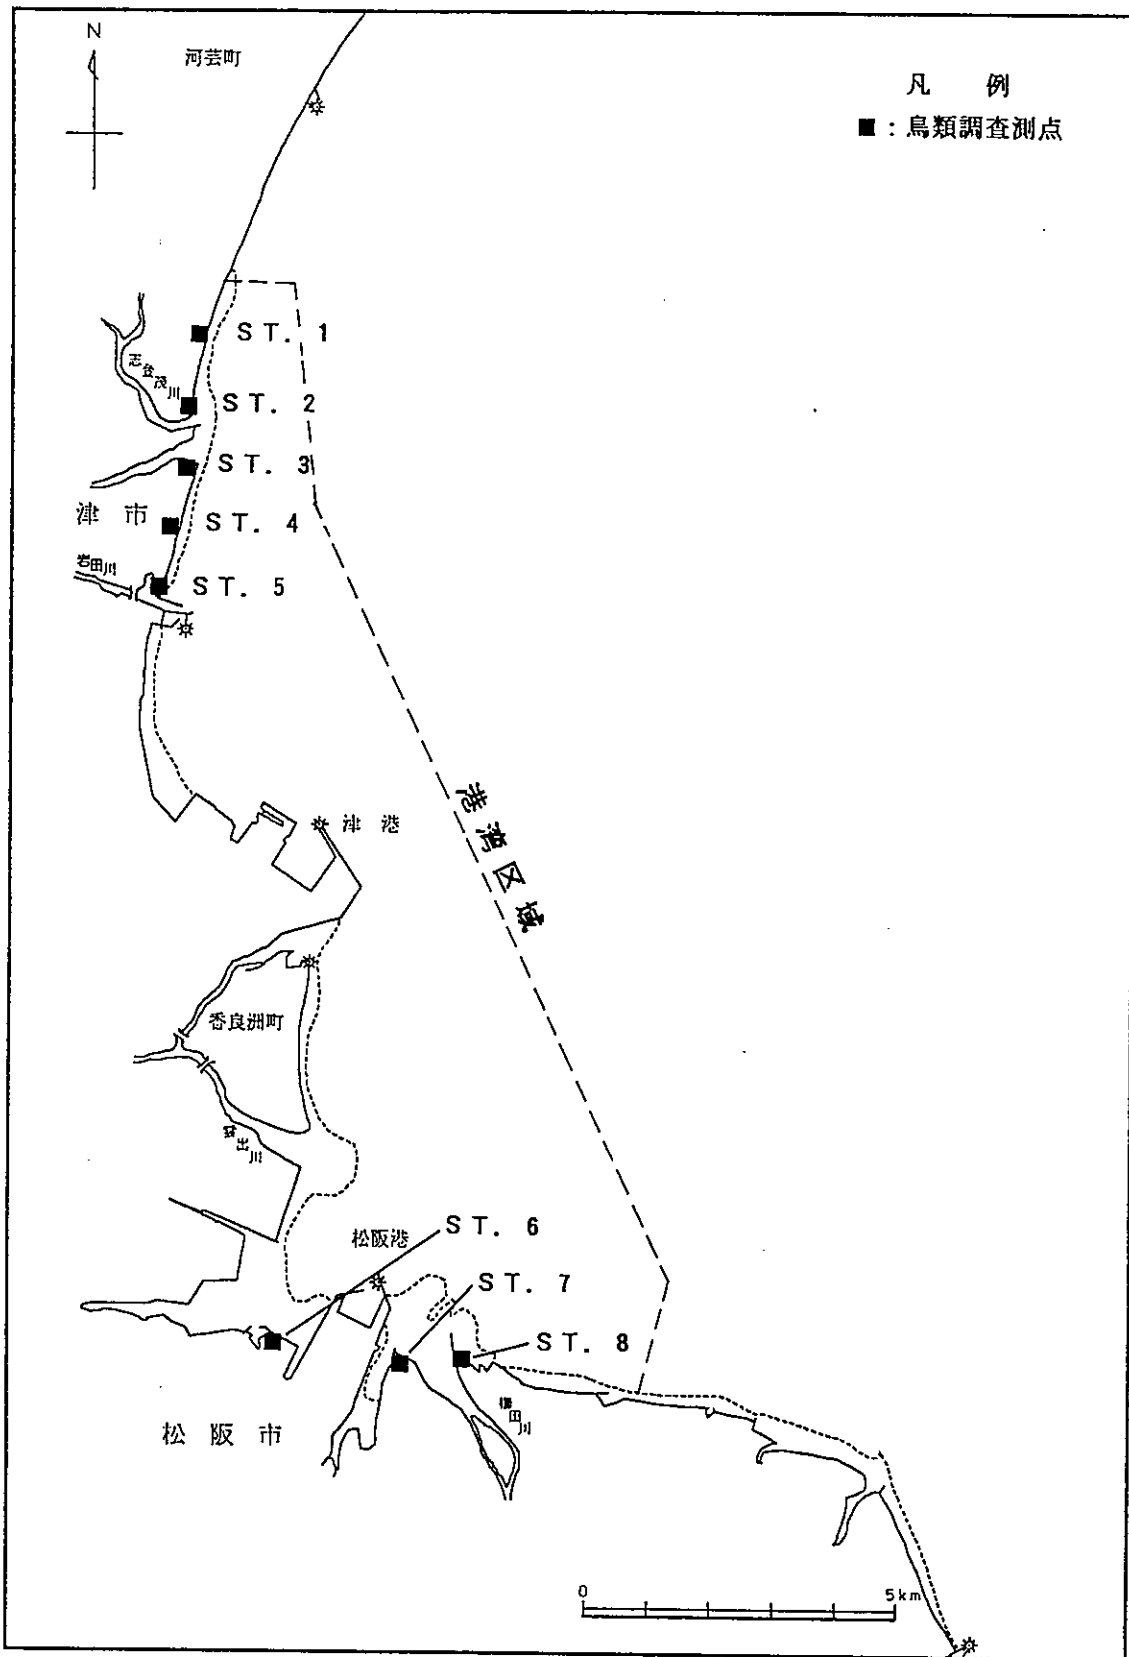 N
河芸町
凡 例
■：鳥類調査測点
ST. 1
志登茂川
ST. 2
ST. 3
津市
ST. 4
岩田川
ST. 5
港湾区域
津港
香良洲町
雲出川
ST. 6
松阪港
ST. 7
ST. 8
櫛田川
松阪市
0
5km